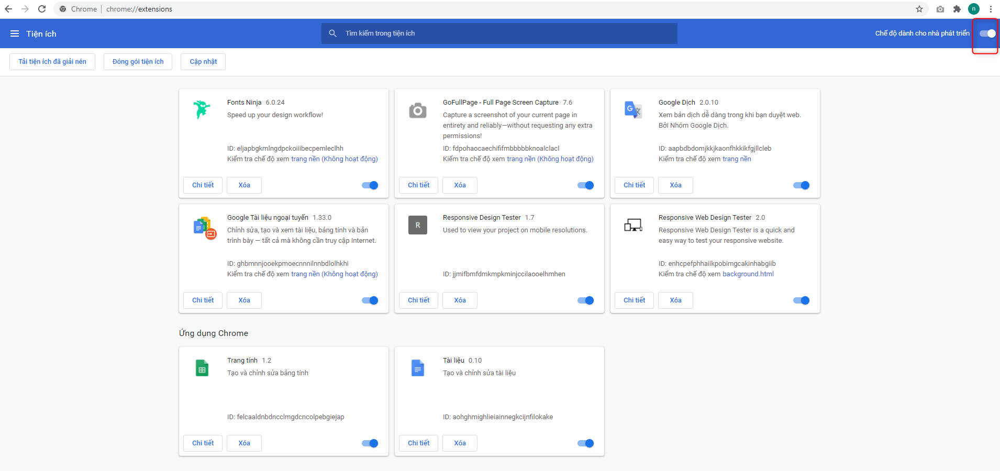 Chrome chrome://extensions n
Tiện ích Tìm kiếm trong tiện ích Chế độ dành cho nhà phát triển
Tải tiện ích đã giải nén Đóng gói tiện ích Cập nhật
Fonts Ninja 6.0.24
Speed up your design workflow!
ID: eljapbgkmlngdpckoiiibecpemleclhh
Kiểm tra chế độ xem trang nền (Không hoạt động)
Chi tiết Xóa
GoFullPage - Full Page Screen Capture 7.6
Capture a screenshot of your current page in
entirety and reliably—without requesting any extra
permissions!
ID: fdpohaocaechififmbbbbbknoalclacl
Kiểm tra chế độ xem trang nền (Không hoạt động)
Chi tiết Xóa
G 文
Google Dịch 2.0.10
Xem bản dịch dễ dàng trong khi bạn duyệt web.
Bởi Nhóm Google Dịch.
ID: aapbdbdomjkkjkaonfhkkikfgjllcleb
Kiểm tra chế độ xem trang nền
Chi tiết Xóa
Google Tài liệu ngoại tuyến 1.33.0
Chỉnh sửa, tạo và xem tài liệu, bảng tính và bản
trình bày — tất cả mà không cần truy cập Internet.
ID: ghbmnnjooekpmoecnnnilnnbdlolhkhi
Kiểm tra chế độ xem trang nền (Không hoạt động)
Chi tiết Xóa
R
Responsive Design Tester 1.7
Used to view your project on mobile resolutions.
ID: jjmifbmfdmkmpkminjccilaooelhmhen
Chi tiết Xóa
Responsive Web Design Tester 2.0
Responsive Web Design Tester is a quick and
easy way to test your responsive website.
ID: enhcpefphhaiikpobimgcakinhabgiib
Kiểm tra chế độ xem background.html
Chi tiết Xóa
Ứng dụng Chrome
Trang tính 1.2
Tạo và chỉnh sửa bảng tính
ID: felcaaldnbdncclmgdcncolpebgiejap
Chi tiết Xóa
Tài liệu 0.10
Tạo và chỉnh sửa tài liệu
ID: aohghmighlieiainnegkcijnfilokake
Chi tiết Xóa